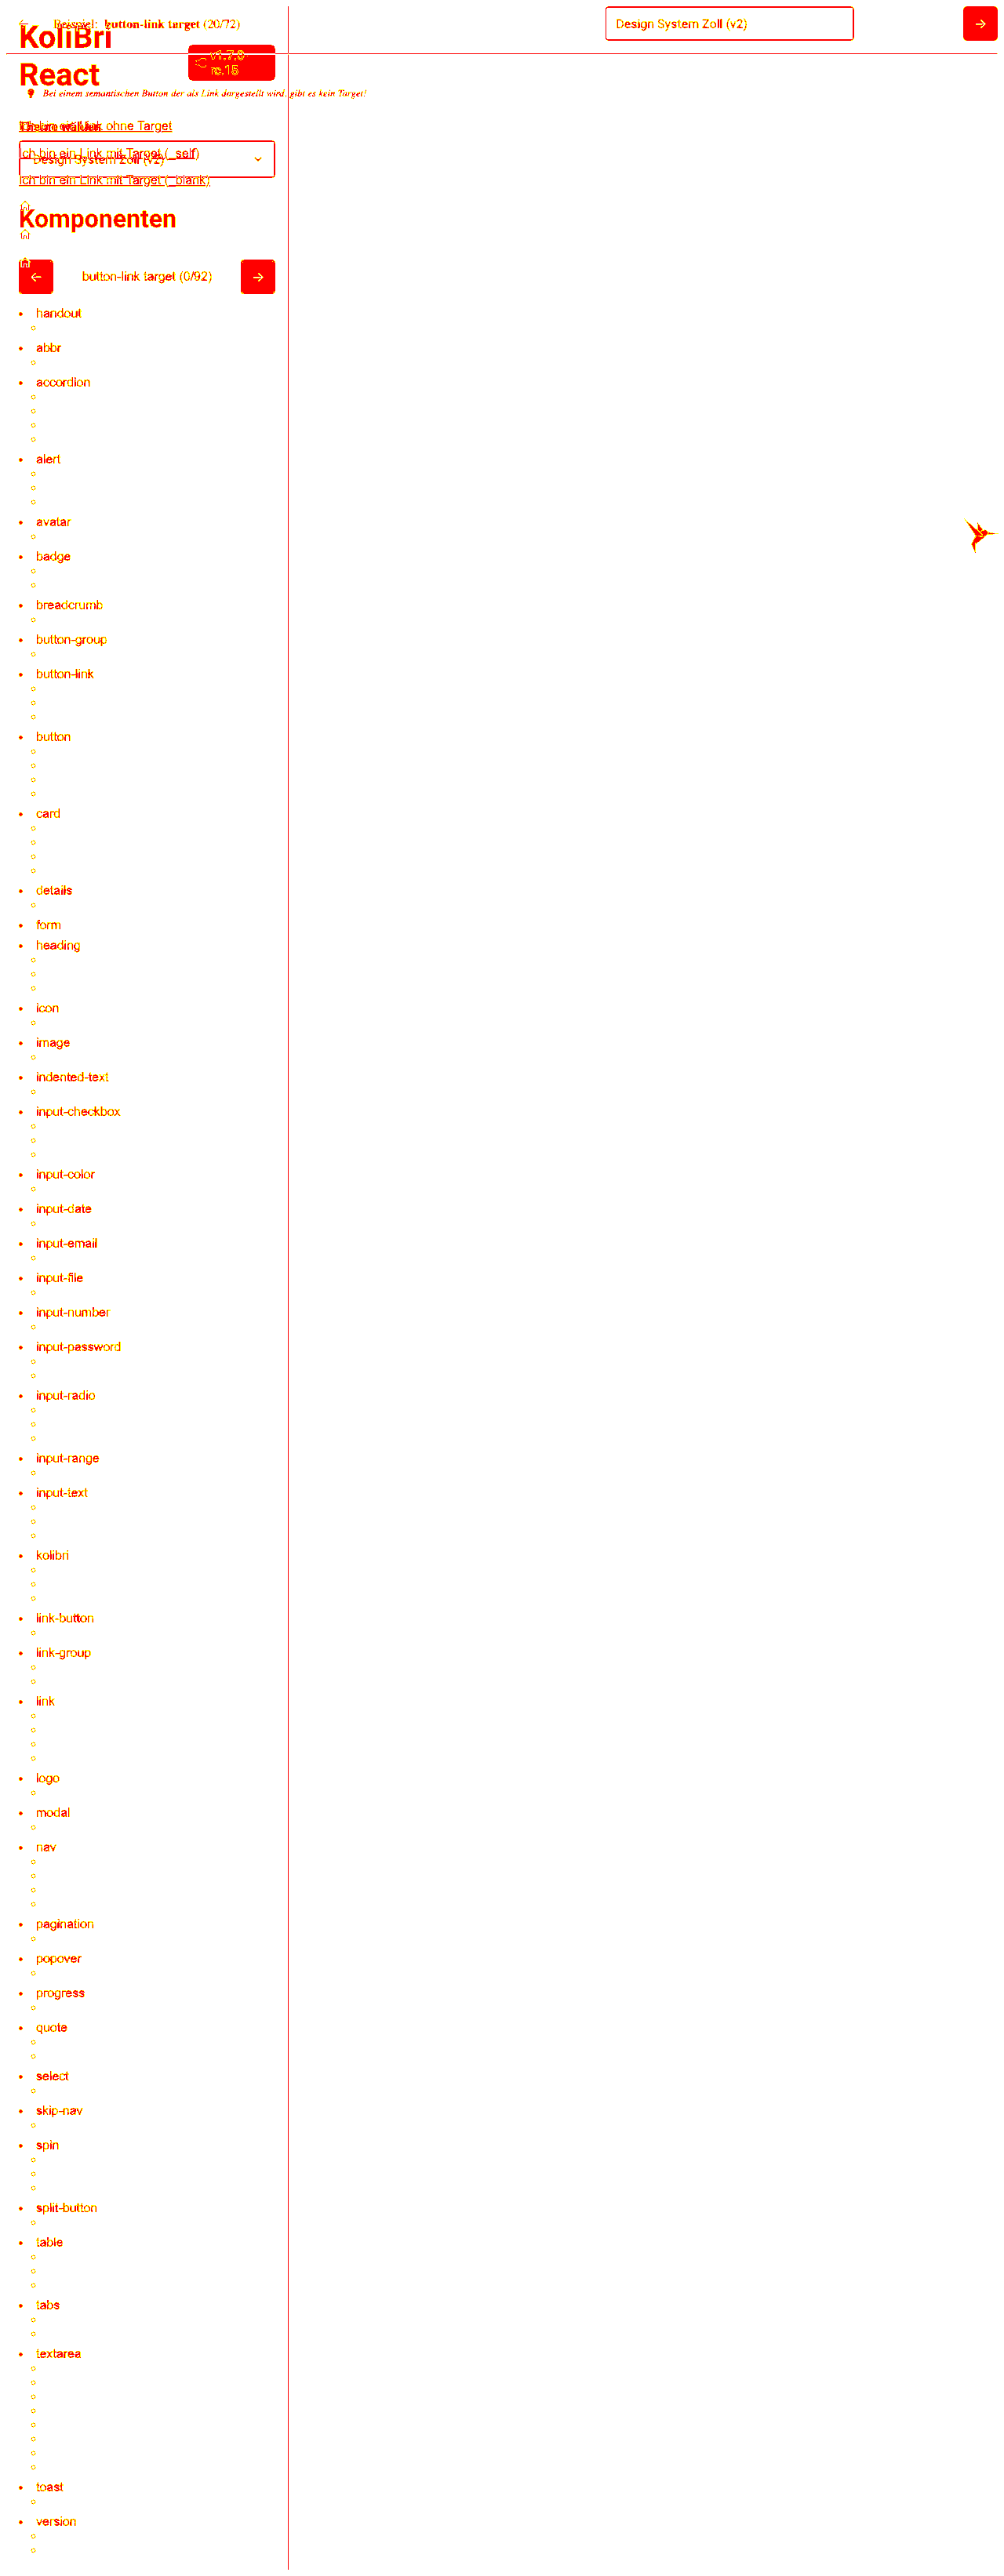 Beispiel: button-link target (20/72)
Design System Zoll (v2)
KoliBri
React
v1.7.0-
rc.15
Bei einem semantischen Button der als Link dargestellt wird, gibt es kein Target!
Ich bin ein Link ohne Target
Ich bin ein Link mit Target (_self)
Design System Zoll (v2)
Ich bin ein Link mit Target (_blank)
Komponenten
button-link target (0/92)
handout
abbr
accordion
alert
avatar
badge
breadcrumb
button-group
button-link
button
card
details
form
heading
icon
image
indented-text
input-checkbox
input-color
input-date
input-email
input-file
input-number
input-password
input-radio
input-range
input-text
kolibri
link-button
link-group
link
logo
modal
nav
pagination
popover
progress
quote
select
skip-nav
spin
split-button
table
tabs
textarea
toast
version